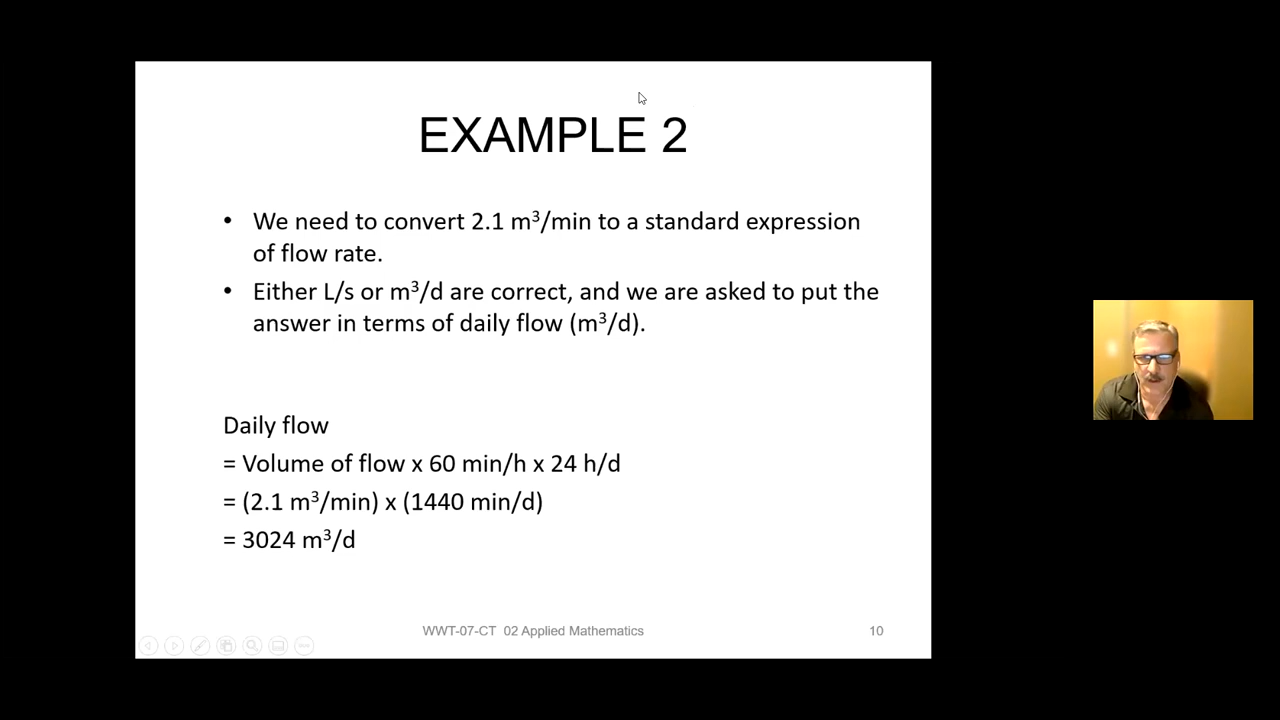 EXAMPLE 2
• We need to convert 2.1 m³/min to a standard expression
of flow rate.
• Either L/s or m³/d are correct, and we are asked to put the
answer in terms of daily flow (m³/d).
Daily flow
= Volume of flow x 60 min/h x 24 h/d
= (2.1 m³/min) x (1440 min/d)
= 3024 m³/d
WWT-07-CT 02 Applied Mathematics
10